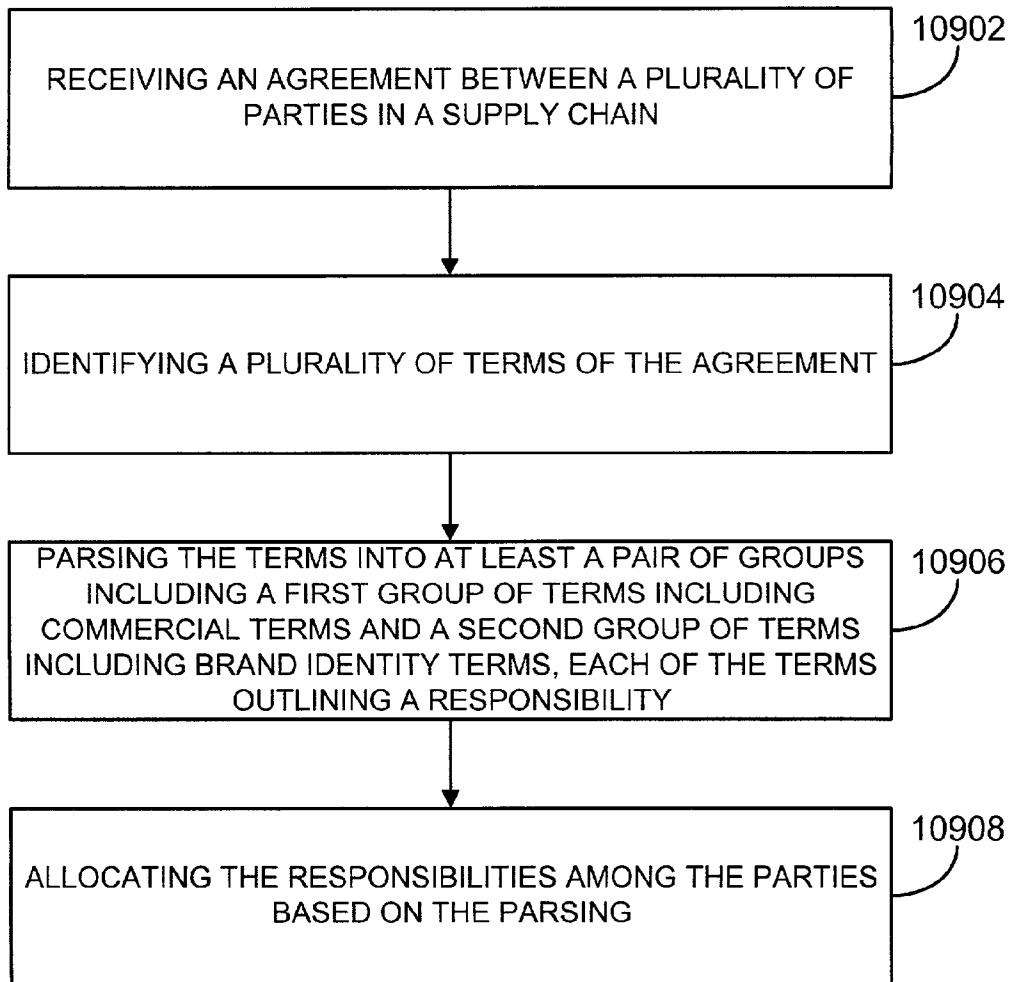 10902
RECEIVING AN AGREEMENT BETWEEN A PLURALITY OF
PARTIES IN A SUPPLY CHAIN
10904
IDENTIFYING A PLURALITY OF TERMS OF THE AGREEMENT
10906
PARSING THE TERMS INTO AT LEAST A PAIR OF GROUPS
INCLUDING A FIRST GROUP OF TERMS INCLUDING
COMMERCIAL TERMS AND A SECOND GROUP OF TERMS
INCLUDING BRAND IDENTITY TERMS, EACH OF THE TERMS
OUTLINING A RESPONSIBILITY
10908
ALLOCATING THE RESPONSIBILITIES AMONG THE PARTIES
BASED ON THE PARSING